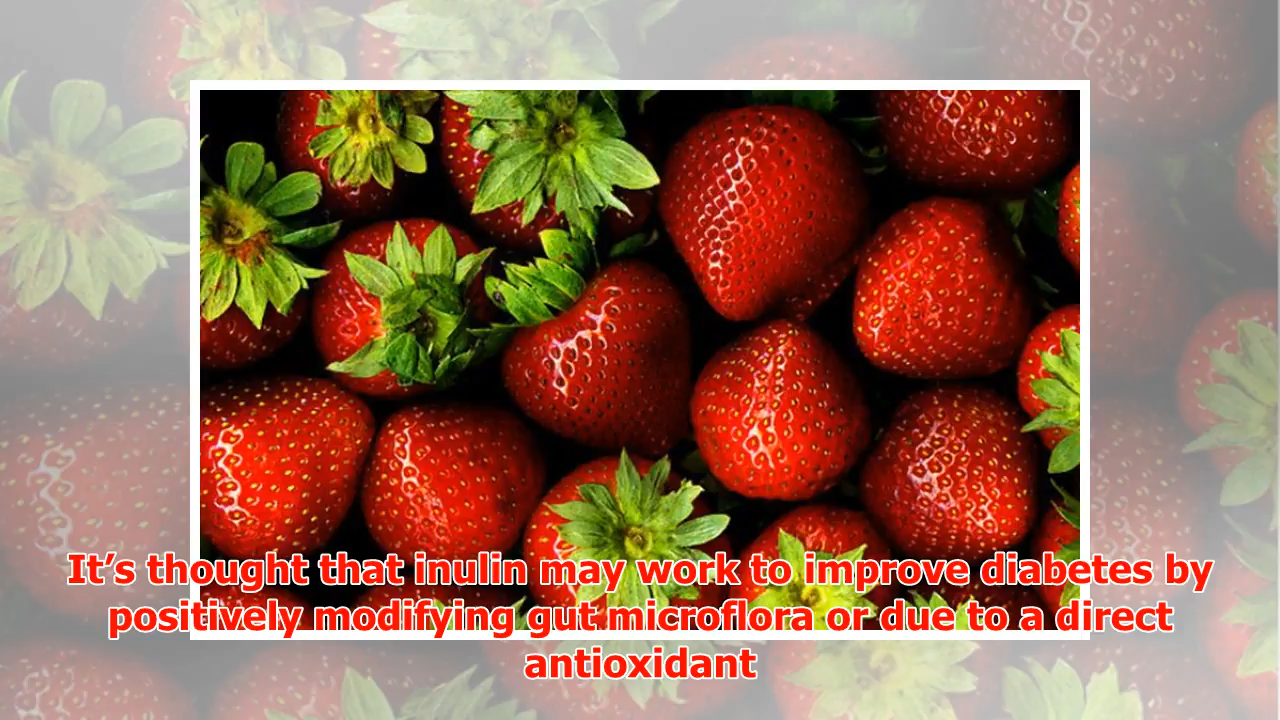 It’s thought that inulin may work to improve diabetes by
positively modifying gut microflora or due to a direct
antioxidant